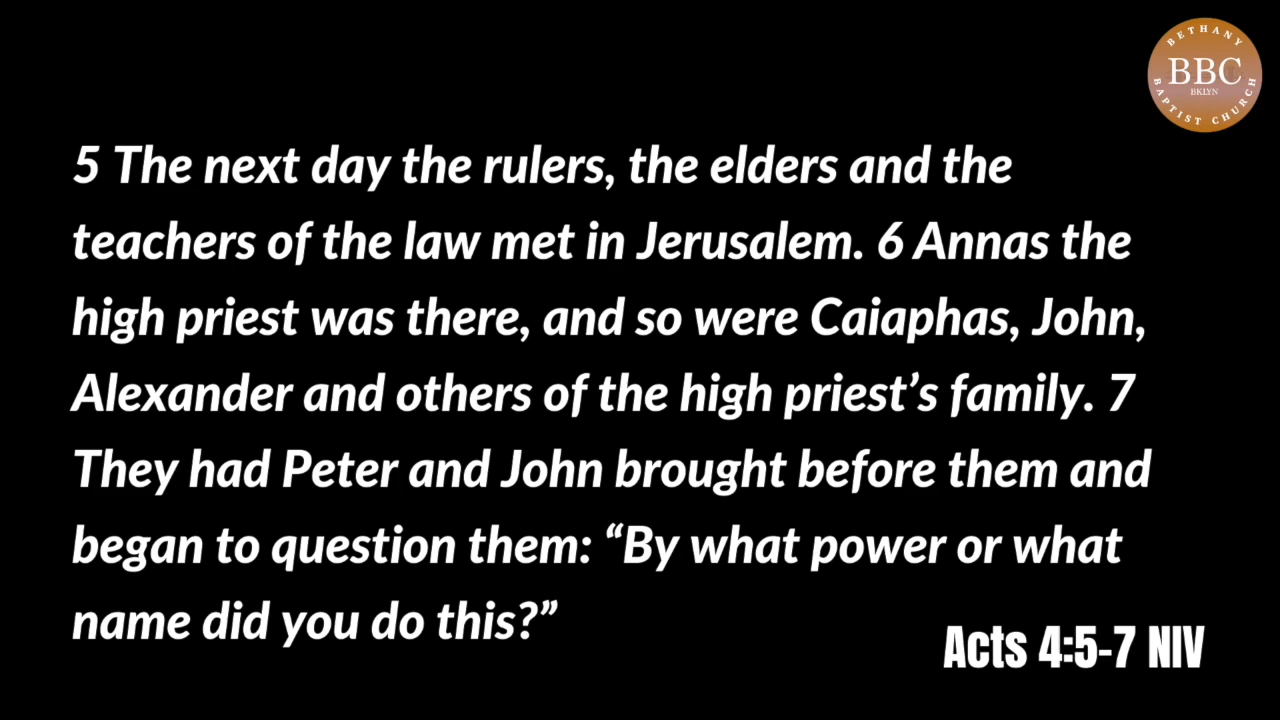 BETHANY
BBC
BKLYN
BAPTIST CHURCH
5 The next day the rulers, the elders and the
teachers of the law met in Jerusalem. 6 Annas the
high priest was there, and so were Caiaphas, John,
Alexander and others of the high priest’s family. 7
They had Peter and John brought before them and
began to question them: “By what power or what
name did you do this?”
Acts 4:5-7 NIV